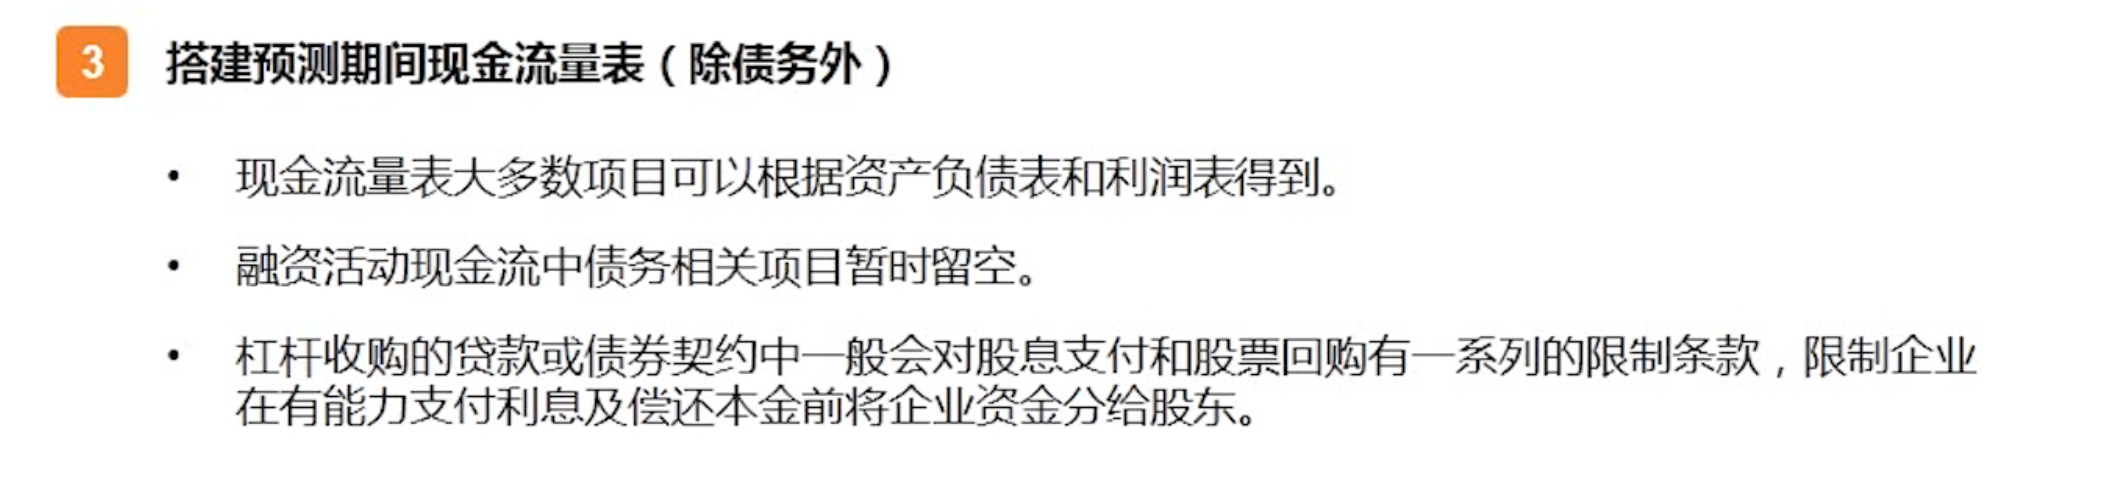 3 搭建预测期间现金流量表（除债务外）
• 现金流量表大多数项目可以根据资产负债表和利润表得到。
• 融资活动现金流中债务相关项目暂时留空。
• 杠杆收购的贷款或债券契约中一般会对股息支付和股票回购有一系列的限制条款，限制企业
在有能力支付利息及偿还本金前将企业资金分给股东。